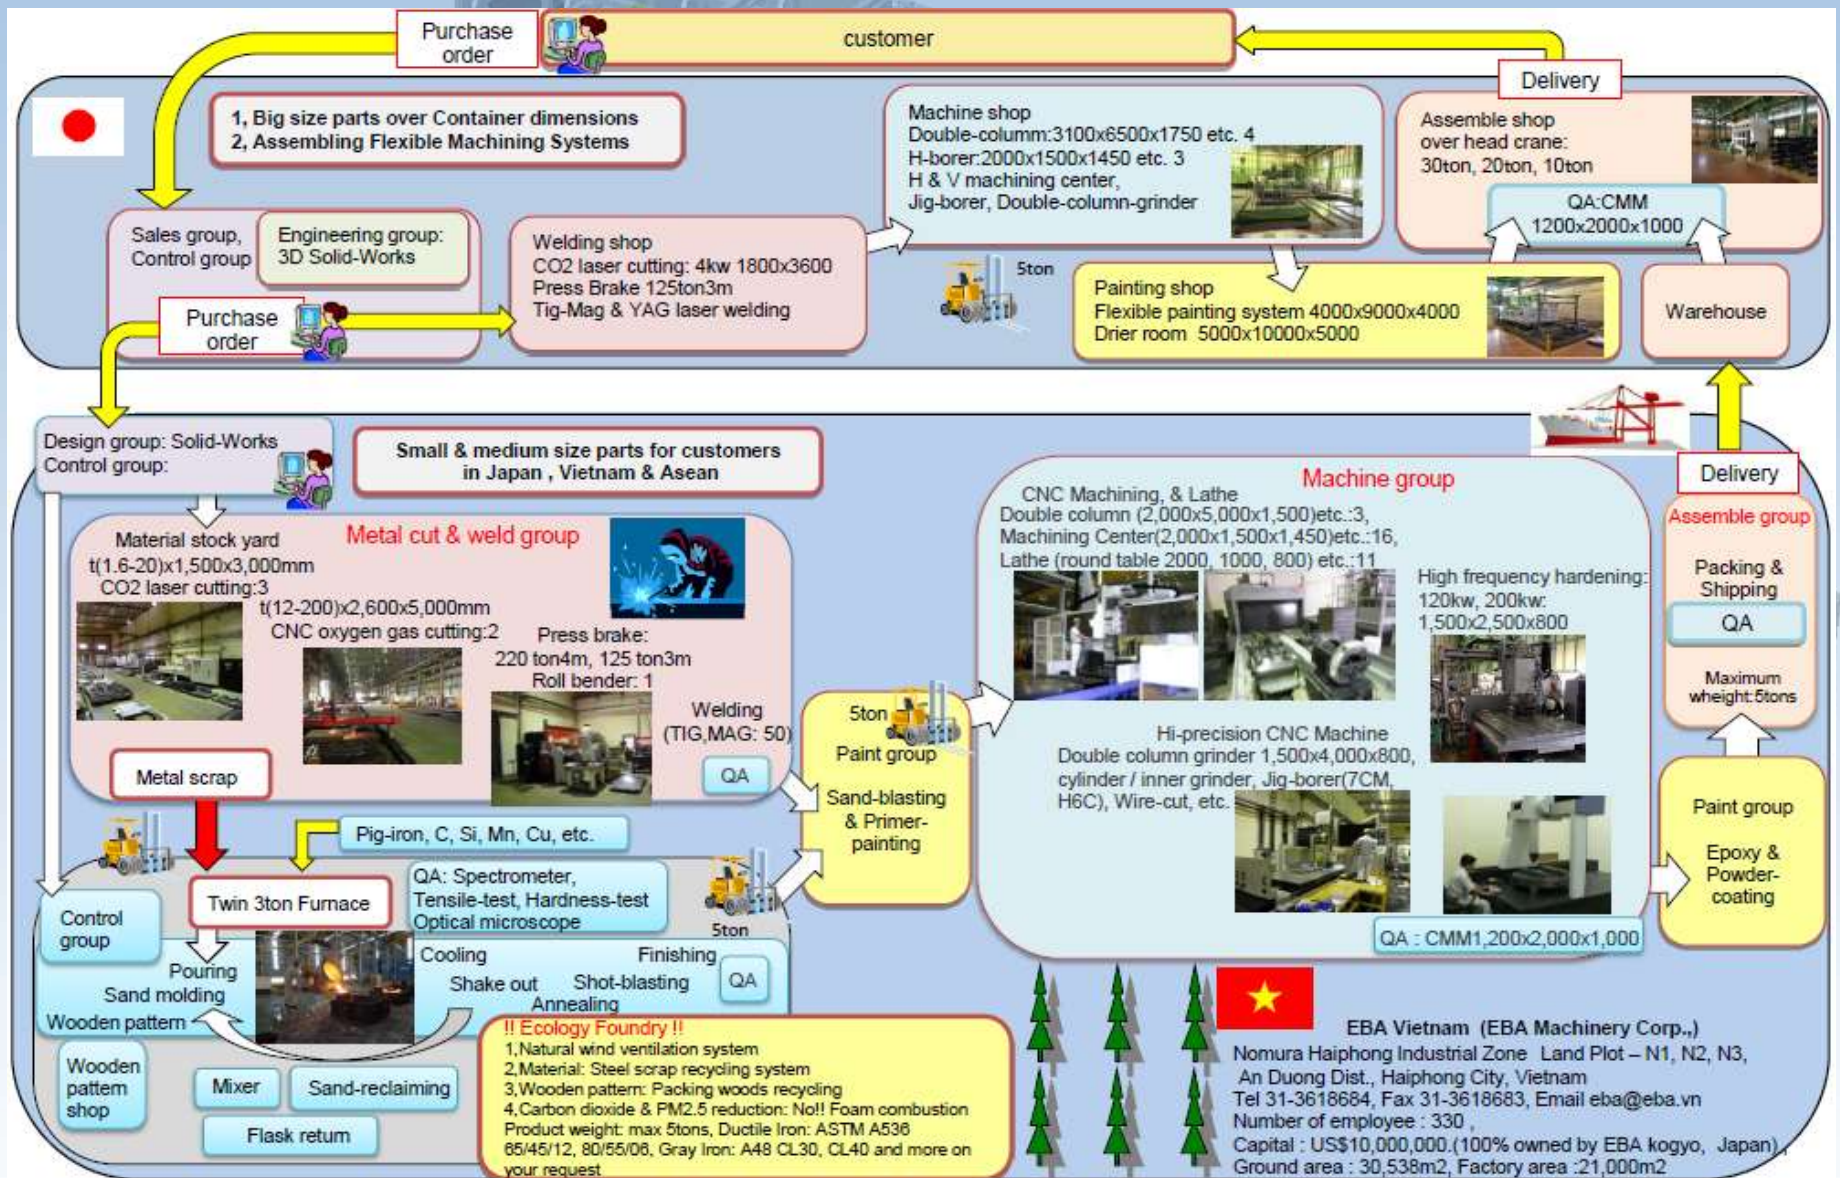 Purchase
order
customer
Delivery
1, Big size parts over Container dimensions
2, Assembling Flexible Machining Systems
Machine shop
Double-columm:3100x6500x1750 etc. 4
H-borer:2000x1500x1450 etc. 3
H & V machining center,
Jig-borer, Double-column-grinder
Assemble shop
over head crane:
30ton, 20ton, 10ton
QA:CMM
1200x2000x1000
Sales group,
Control group
Engineering group:
3D Solid-Works
Purchase
order
Welding shop
CO2 laser cutting: 4kw 1800x3600
Press Brake 125ton3m
Tig-Mag & YAG laser welding
5ton
Painting shop
Flexible painting system 4000x9000x4000
Drier room 5000x10000x5000
Warehouse
Design group: Solid-Works
Control group:
Small & medium size parts for customers
in Japan , Vietnam & Asean
Delivery
Metal cut & weld group
Material stock yard
t(1.6-20)x1,500x3,000mm
CO2 laser cutting:3
t(12-200)x2,600x5,000mm
CNC oxygen gas cutting:2
Press brake:
220 ton4m, 125 ton3m
Roll bender: 1
Welding
(TIG,MAG: 50)
QA
Metal scrap
5ton
Paint group
Sand-blasting
& Primer-
painting
Machine group
CNC Machining, & Lathe
Double column (2,000x5,000x1,500)etc.:3,
Machining Center(2,000x1,500x1,450)etc.:16,
Lathe (round table 2000, 1000, 800) etc.:11
High frequency hardening:
120kw, 200kw:
1,500x2,500x800
Hi-precision CNC Machine
Double column grinder 1,500x4,000x800,
cylinder / inner grinder, Jig-borer(7CM,
H6C), Wire-cut, etc.
QA : CMM1,200x2,000x1,000
Assemble group
Packing &
Shipping
QA
Maximum
wheight:5tons
Paint group
Epoxy &
Powder-
coating
Pig-iron, C, Si, Mn, Cu, etc.
Twin 3ton Furnace
QA: Spectrometer,
Tensile-test, Hardness-test
Optical microscope
5ton
Control
group
Pouring
Sand molding
Wooden pattern
Cooling
Shake out
Annealing
Shot-blasting
Finishing
QA
Wooden
pattern
shop
Mixer
Sand-reclaiming
Flask return
!! Ecology Foundry !!
1,Natural wind ventilation system
2,Material: Steel scrap recycling system
3,Wooden pattern: Packing woods recycling
4,Carbon dioxide & PM2.5 reduction: No!! Foam combustion
Product weight: max 5tons, Ductile Iron: ASTM A536
65/45/12, 80/55/06, Gray Iron: A48 CL30, CL40 and more on
your request
EBA Vietnam (EBA Machinery Corp.,,)
Nomura Haiphong Industrial Zone Land Plot – N1, N2, N3,
An Duong Dist., Haiphong City, Vietnam
Tel 31-3618684, Fax 31-3618683, Email eba@eba.vn
Number of employee : 330 ,
Capital : US$10,000,000.(100% owned by EBA kogyo, Japan) ,
Ground area : 30,538m2, Factory area :21,000m2